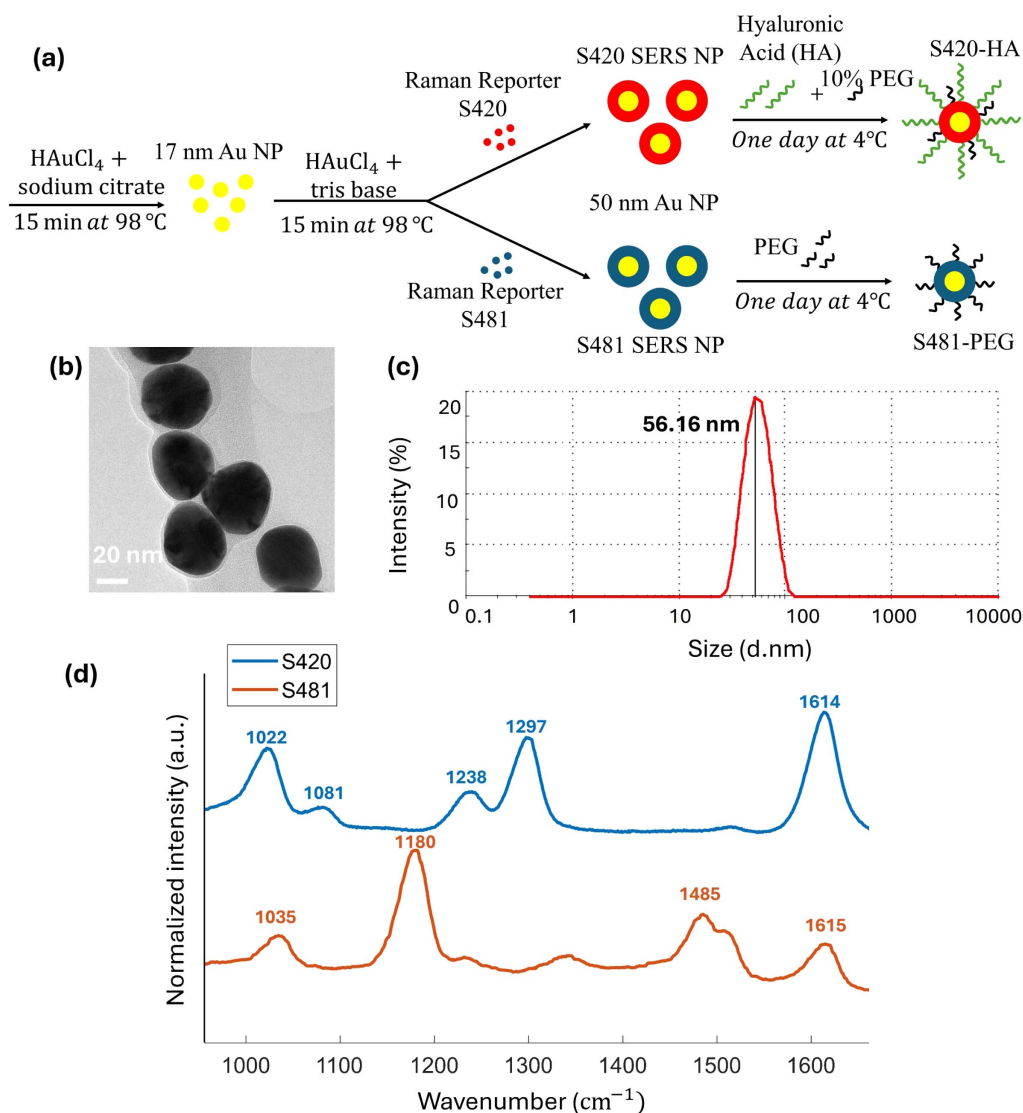 (a)
HAuCl₄ +
sodium citrate
15 min at 98 °C
17 nm Au NP
HAuCl₄ +
tris base
15 min at 98 °C
Raman Reporter
S420
S420 SERS NP
Hyaluronic
Acid (HA)
+
10% PEG
One day at 4°C
S420-HA
50 nm Au NP
Raman Reporter
S481
S481 SERS NP
PEG
One day at 4°C
S481-PEG
(b)
20 nm
(c)
56.16 nm
Intensity (%)
20
15
10
5
0
0.1 1 10 100 1000 10000
Size (d.nm)
(d)
S420
S481
1022
1081
1238
1297
1614
1035
1180
1485
1615
Normalized intensity (a.u.)
1000 1100 1200 1300 1400 1500 1600
Wavenumber (cm⁻¹)